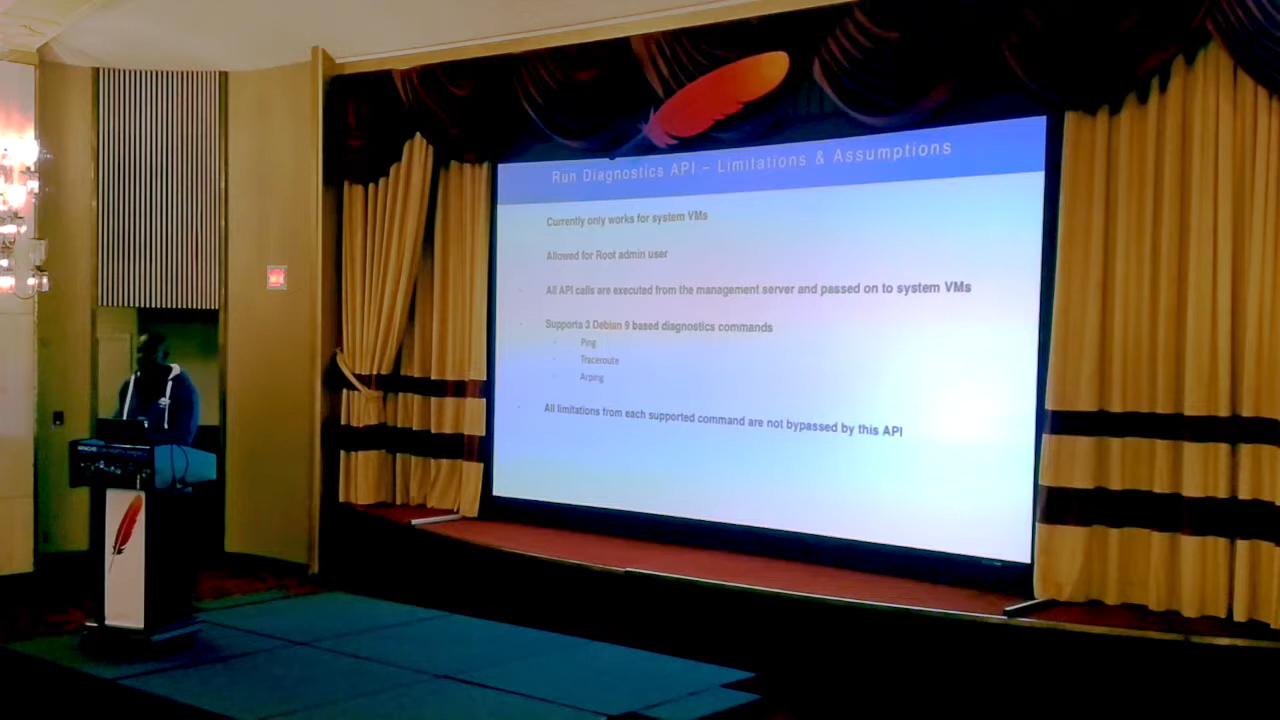 Run Diagnostics API – Limitations & Assumptions
Currently only works for system VMs
Allowed for Root admin user
All API calls are executed from the management server and passed on to system VMs
Supports 3 Debian 9 based diagnostics commands
Ping
Traceroute
Arping
All limitations from each supported command are not bypassed by this API